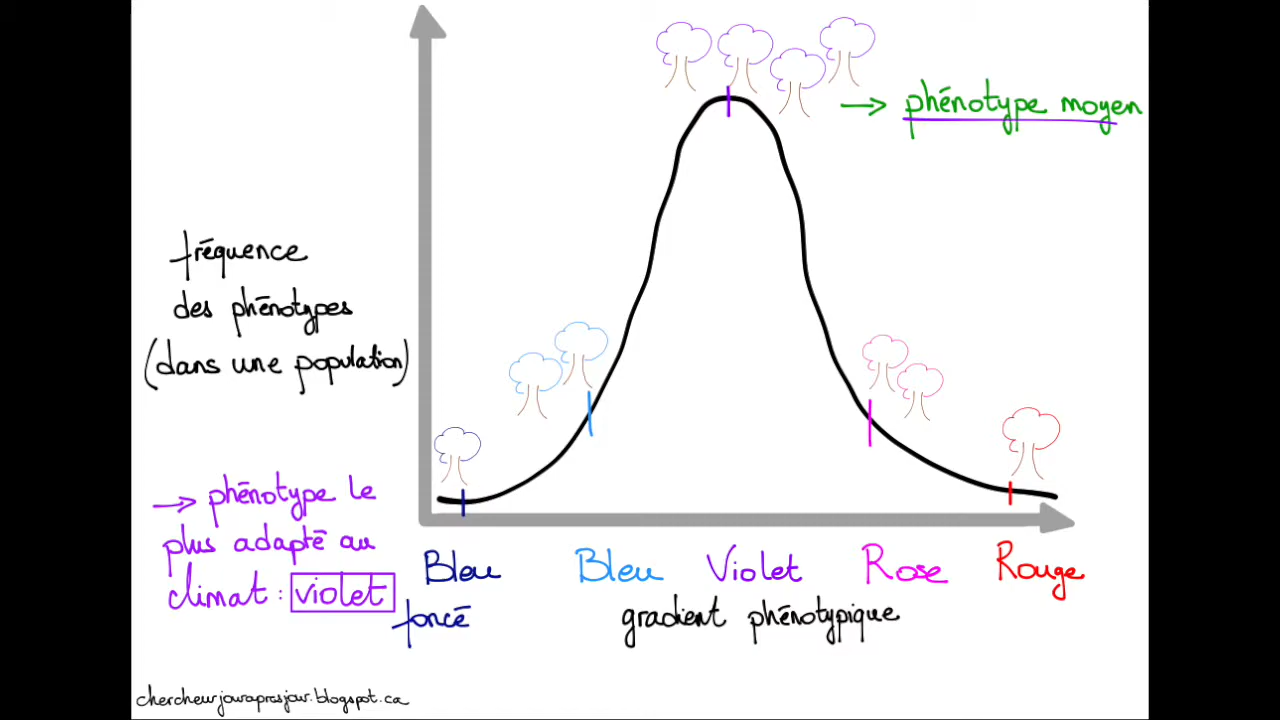 → phénotype moyen
fréquence
des phénotypes
(dans une population)
→ phénotype le
plus adapté au
climat : violet
Bleu foncé
Bleu
Violet
Rose
Rouge
gradient phénotypique
chercheurjourapresjour.blogspot.ca